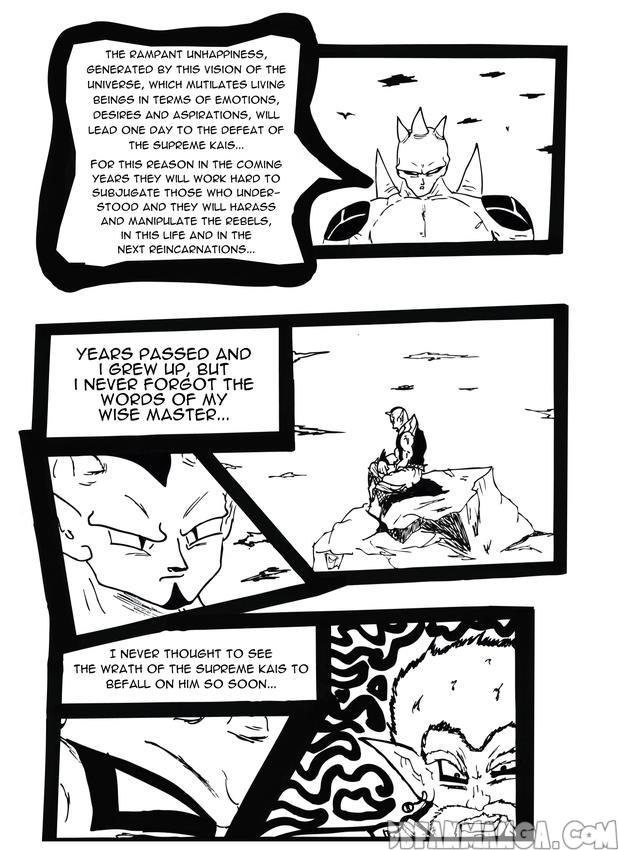 THE RAMPANT UNHAPPINESS,
GENERATED BY THIS VISION OF THE
UNIVERSE, WHICH MUTILATES LIVING
BEINGS IN TERMS OF EMOTIONS,
DESIRES AND ASPIRATIONS, WILL
LEAD ONE DAY TO THE DEFEAT OF
THE SUPREME KAIS...
FOR THIS REASON IN THE COMING
YEARS THEY WILL WORK HARD TO
SUBJUGATE THOSE WHO UNDER-
STOOD AND THEY WILL HARASS
AND MANIPULATE THE REBELS,
IN THIS LIFE AND IN THE
NEXT REINCARNATIONS...
YEARS PASSED AND
I GREW UP, BUT
I NEVER FORGOT THE
WORDS OF MY
WISE MASTER...
I NEVER THOUGHT TO SEE
THE WRATH OF THE SUPREME KAIS TO
BEFALL ON HIM SO SOON...